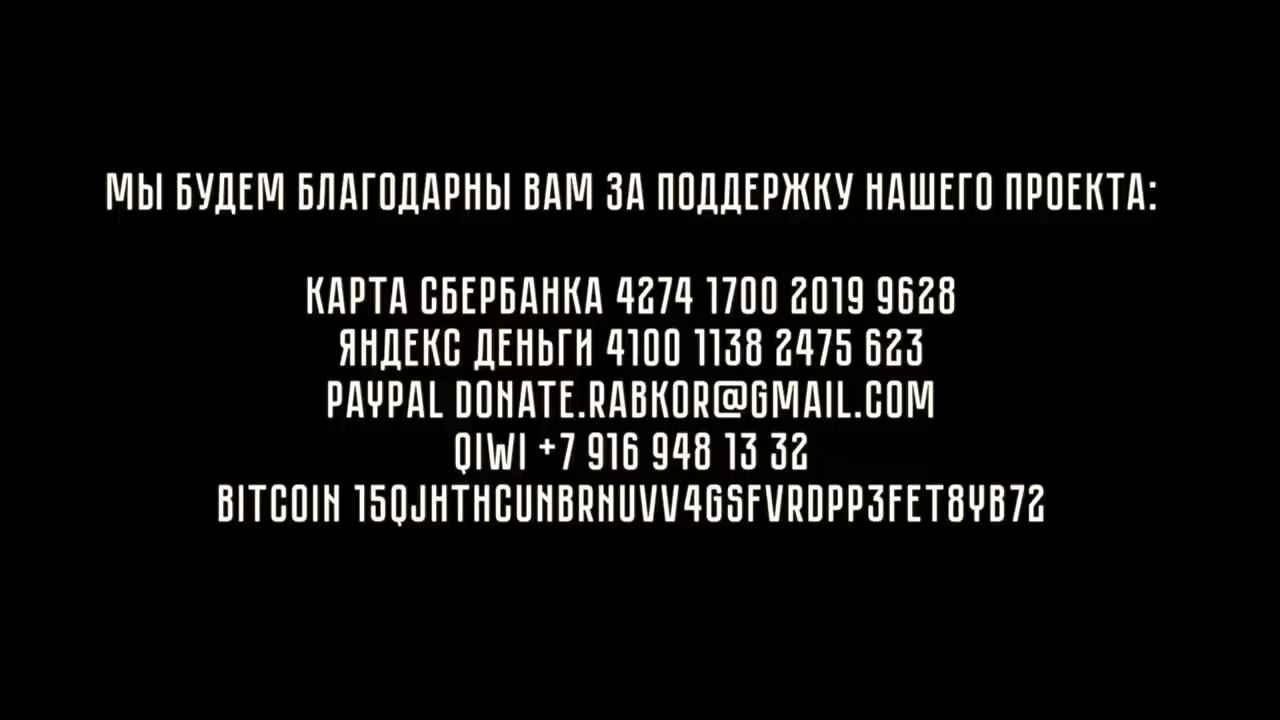 МЫ БУДЕМ БЛАГОДАРНЫ ВАМ ЗА ПОДДЕРЖКУ НАШЕГО ПРОЕКТА:
КАРТА СБЕРБАНКА 4274 1700 2019 9628
ЯНДЕКС ДЕНЬГИ 4100 1138 2475 623
PAYPAL DONATE.RABKOR@GMAIL.COM
QIWI +7 916 948 13 32
BITCOIN 15QJHTHCUNBRNUVV4GSFVRDPP3FET8YB72